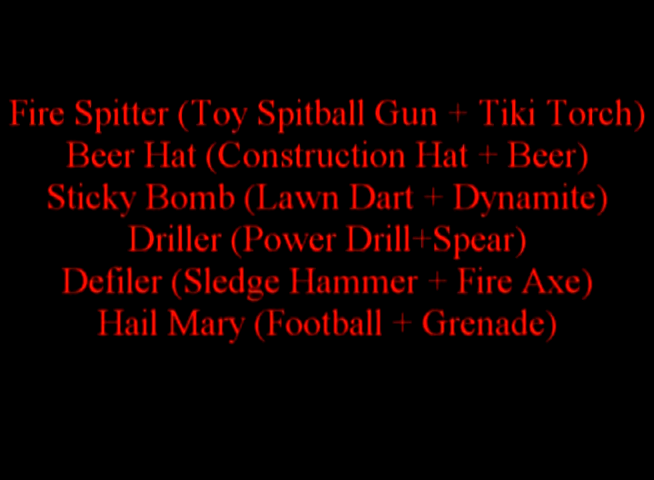 Fire Spitter (Toy Spitball Gun + Tiki Torch)
Beer Hat (Construction Hat + Beer)
Sticky Bomb (Lawn Dart + Dynamite)
Driller (Power Drill+Spear)
Defiler (Sledge Hammer + Fire Axe)
Hail Mary (Football + Grenade)